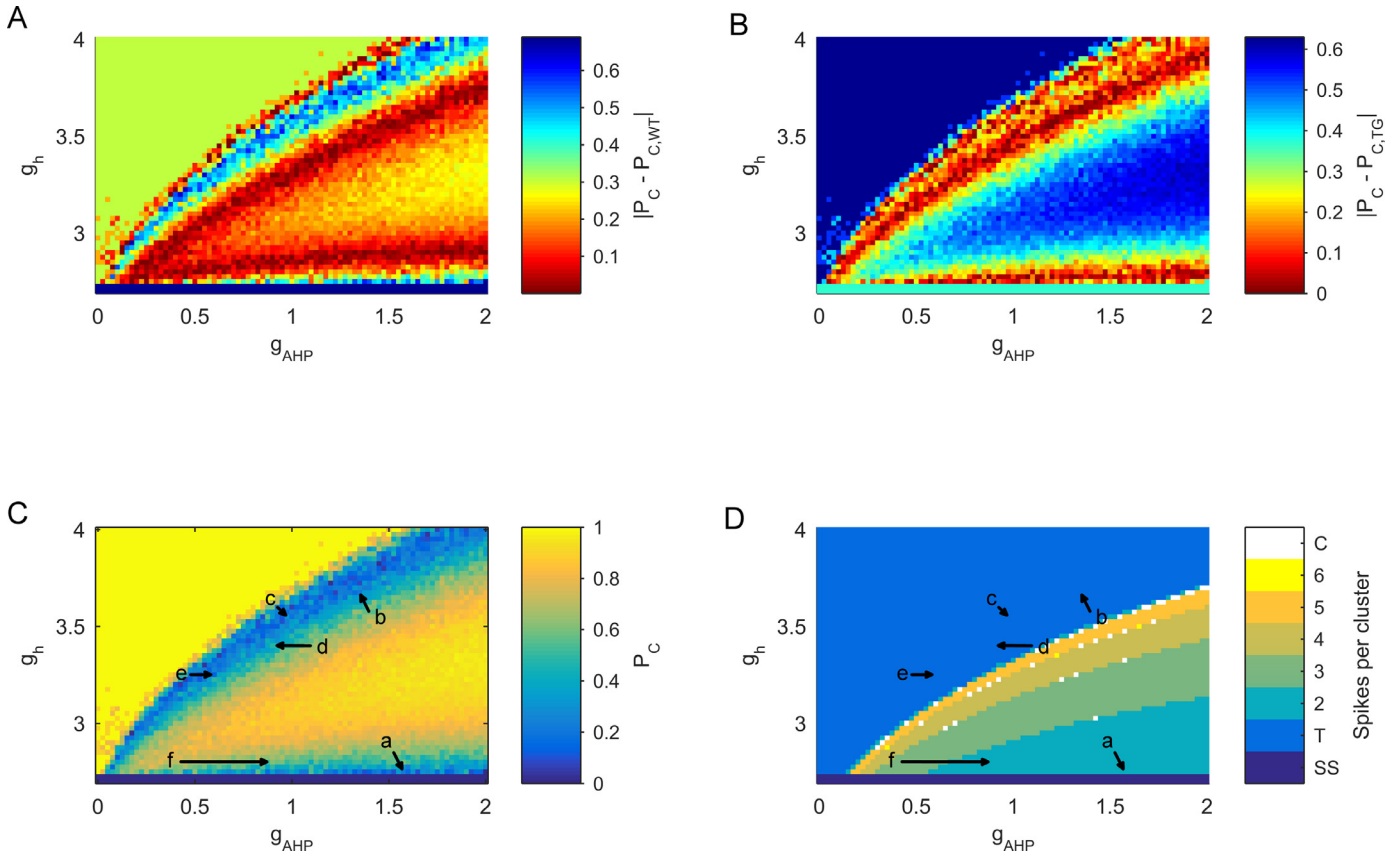 A
4
3.5
3
g_h
0
0.5
1
1.5
2
g_AHP
0.6
0.5
0.4
0.3
0.2
0.1
|P_C - P_C,WT|
B
4
3.5
3
g_h
0
0.5
1
1.5
2
g_AHP
0.6
0.5
0.4
0.3
0.2
0.1
0
|P_C - P_C,TG|
C
4
3.5
3
g_h
c
b
d
e
a
f
0
0.5
1
1.5
2
g_AHP
1
0.8
0.6
0.4
0.2
0
P_C
D
4
3.5
3
g_h
c
b
d
e
a
f
0
0.5
1
1.5
2
g_AHP
C
6
5
4
3
2
T
SS
Spikes per cluster